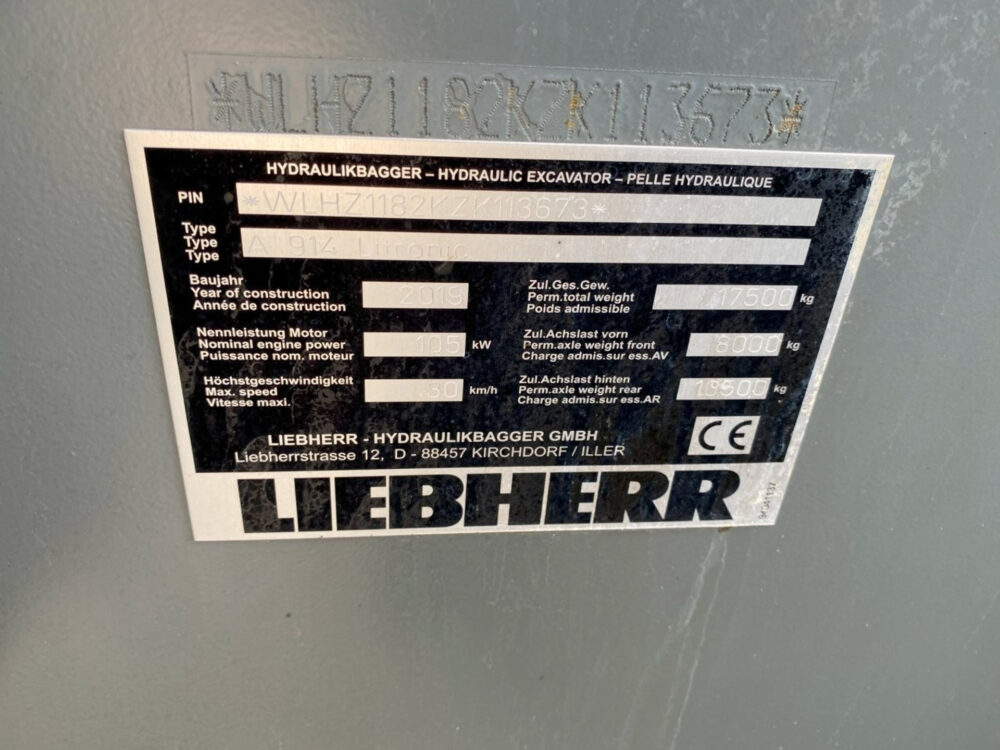 *WLHZ1182KZK113673*
HYDRAULIKBAGGER – HYDRAULIC EXCAVATOR – PELLE HYDRAULIQUE
PIN *WLHZ1182KZK113673*
Type
Type A 914 Litronic
Type
Baujahr
Year of construction 2019
Année de construction
Zul.Ges.Gew.
Perm.total weight 17500 kg
Poids admissible
Nennleistung Motor
Nominal engine power 105 kW
Puissance nom. moteur
Zul.Achslast vorn
Perm.axle weight front 8000 kg
Charge admis.sur ess.AV
Höchstgeschwindigkeit
Max. speed km/h
Vitesse maxi.
Zul.Achslast hinten
Perm.axle weight rear kg
Charge admis.sur ess.AR
LIEBHERR - HYDRAULIKBAGGER GMBH
Liebherrstrasse 12, D - 88457 KIRCHDORF / ILLER
CE
LIEBHERR